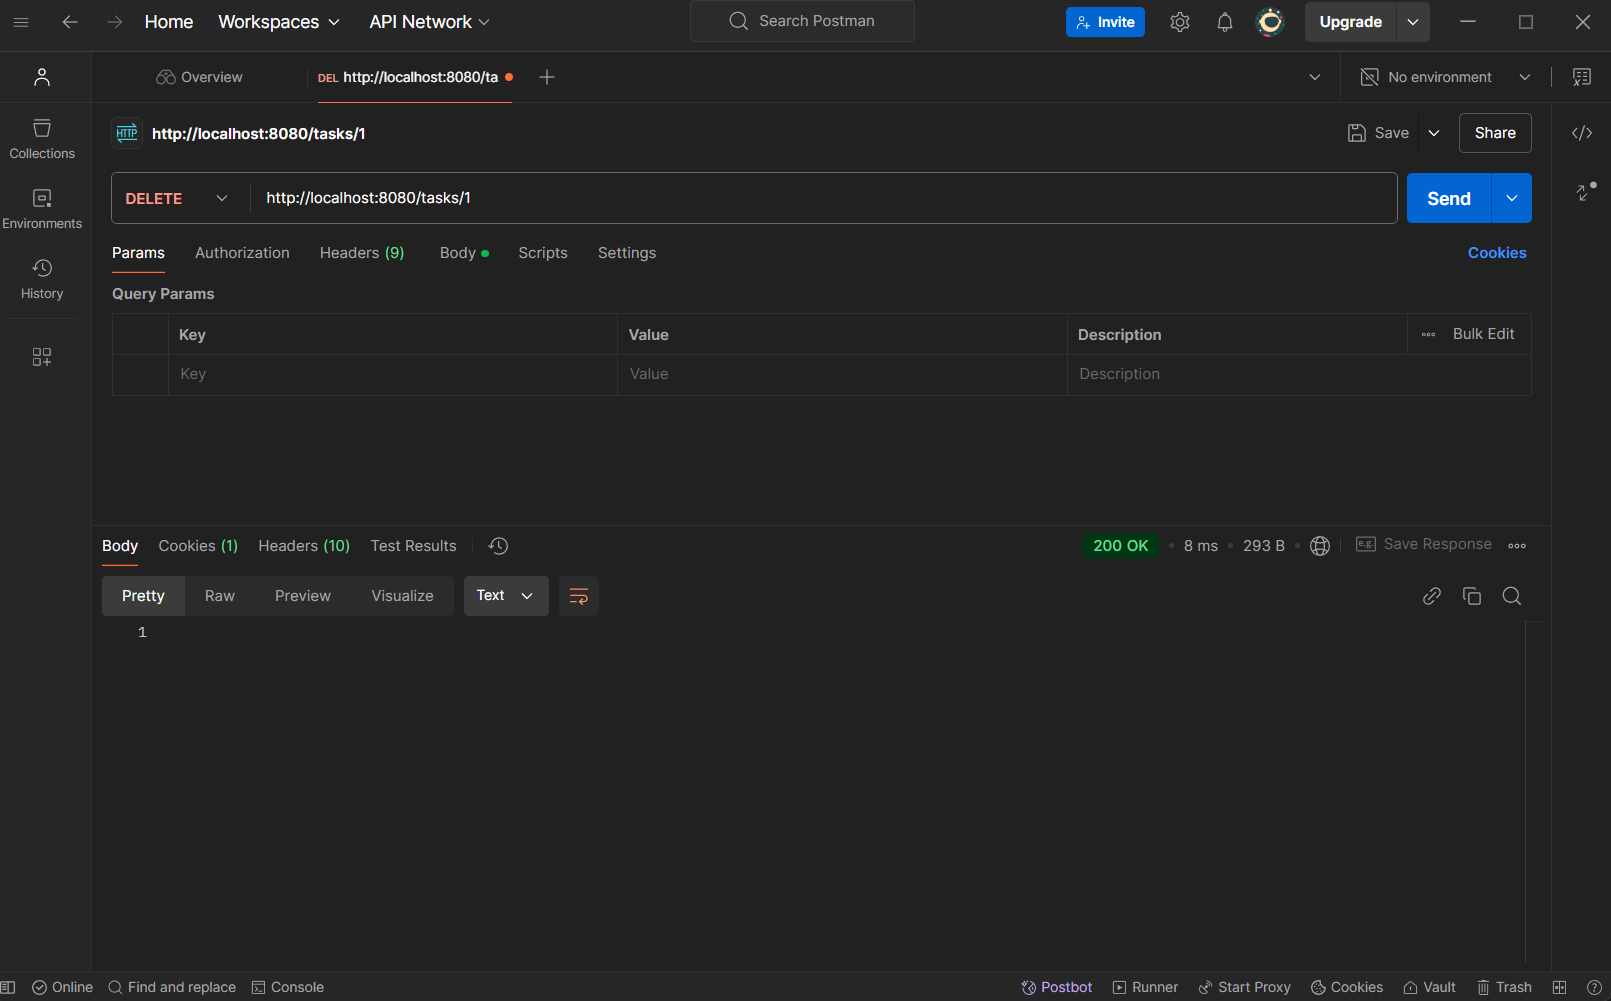 Home Workspaces API Network Search Postman Invite Upgrade
Overview DEL http://localhost:8080/ta No environment
HTTP http://localhost:8080/tasks/1 Save Share
Collections
DELETE http://localhost:8080/tasks/1 Send
Environments
Params Authorization Headers (9) Body Scripts Settings Cookies
History
Query Params
Key Value Description Bulk Edit
Key Value Description
Body Cookies (1) Headers (10) Test Results 200 OK 8 ms 293 B e.g. Save Response
Pretty Raw Preview Visualize Text
1
Online Find and replace Console Postbot Runner Start Proxy Cookies Vault Trash